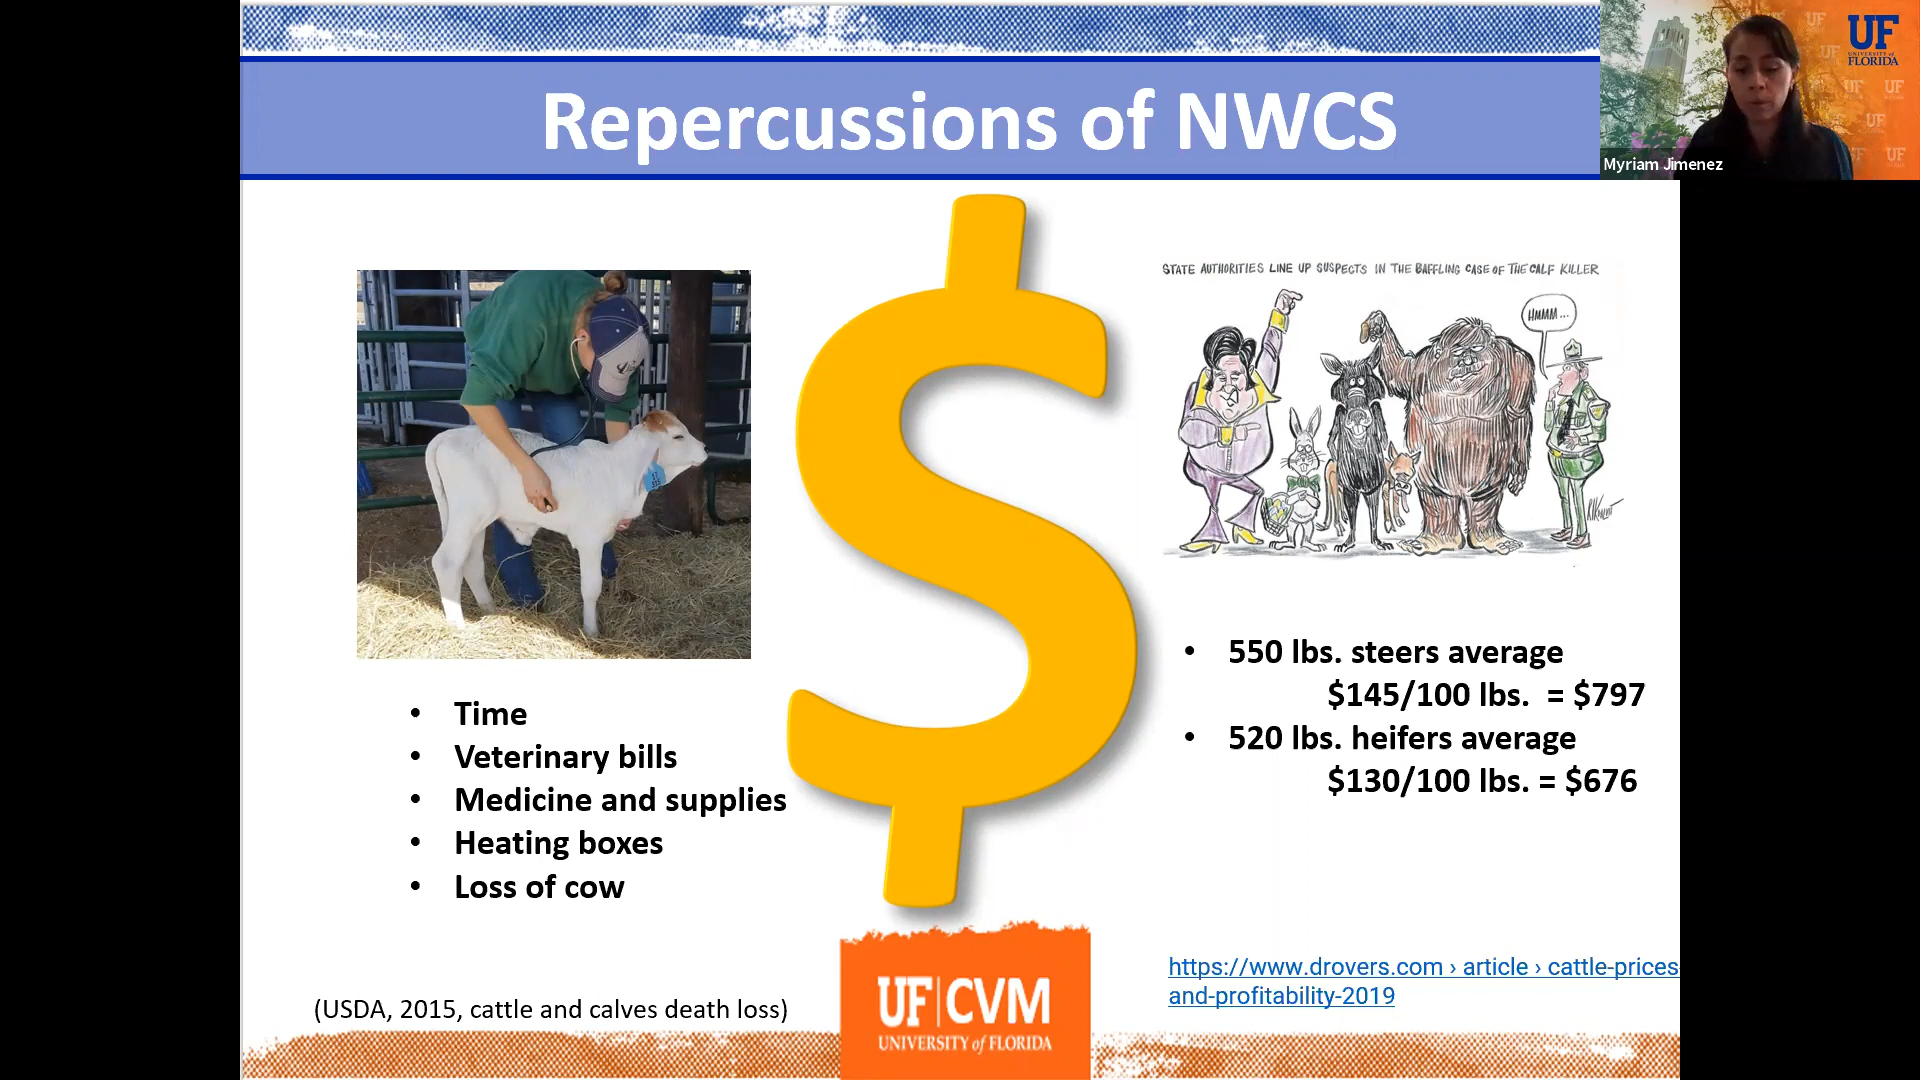 Repercussions of NWCS
UF
UNIVERSITY of
FLORIDA
Myriam Jimenez
STATE AUTHORITIES LINE UP SUSPECTS IN THE BAFFLING CASE OF THE CALF KILLER
HMMM...
• Time
• Veterinary bills
• Medicine and supplies
• Heating boxes
• Loss of cow
• 550 lbs. steers average
$145/100 lbs. = $797
• 520 lbs. heifers average
$130/100 lbs. = $676
https://www.drovers.com › article › cattle-prices
and-profitability-2019
(USDA, 2015, cattle and calves death loss)
UF|CVM
UNIVERSITY of FLORIDA